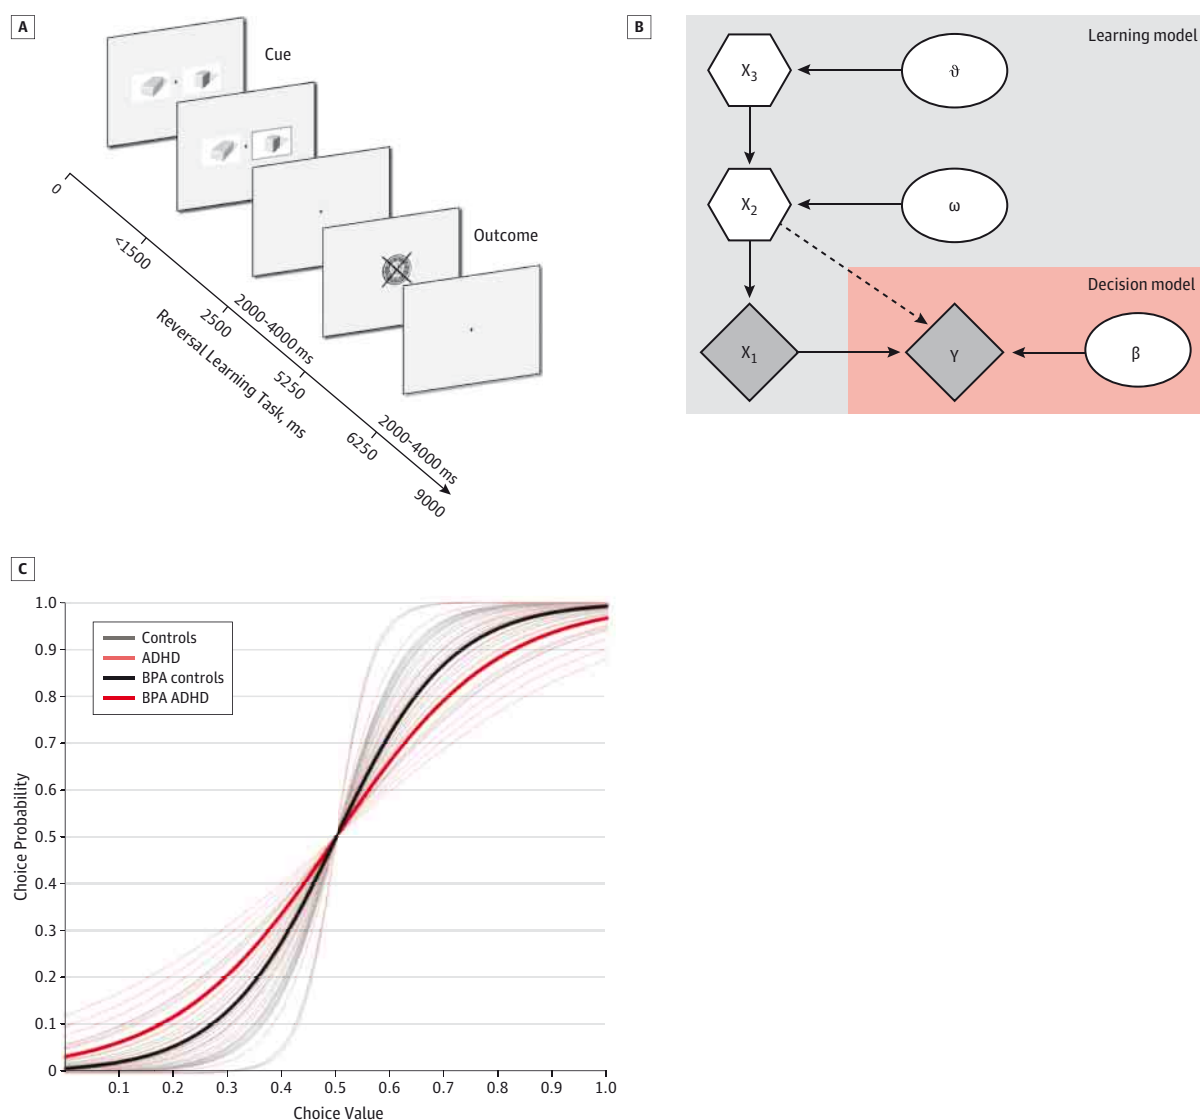 A
Cue
Outcome
0
<1500
2500
2000-4000 ms
5250
6250
2000-4000 ms
9000
Reversal Learning Task, ms
B
Learning model
X3
ϑ
X2
ω
Decision model
X1
γ
β
C
Controls
ADHD
BPA controls
BPA ADHD
Choice Probability
1.0
0.9
0.8
0.7
0.6
0.5
0.4
0.3
0.2
0.1
0
0.1 0.2 0.3 0.4 0.5 0.6 0.7 0.8 0.9 1.0
Choice Value